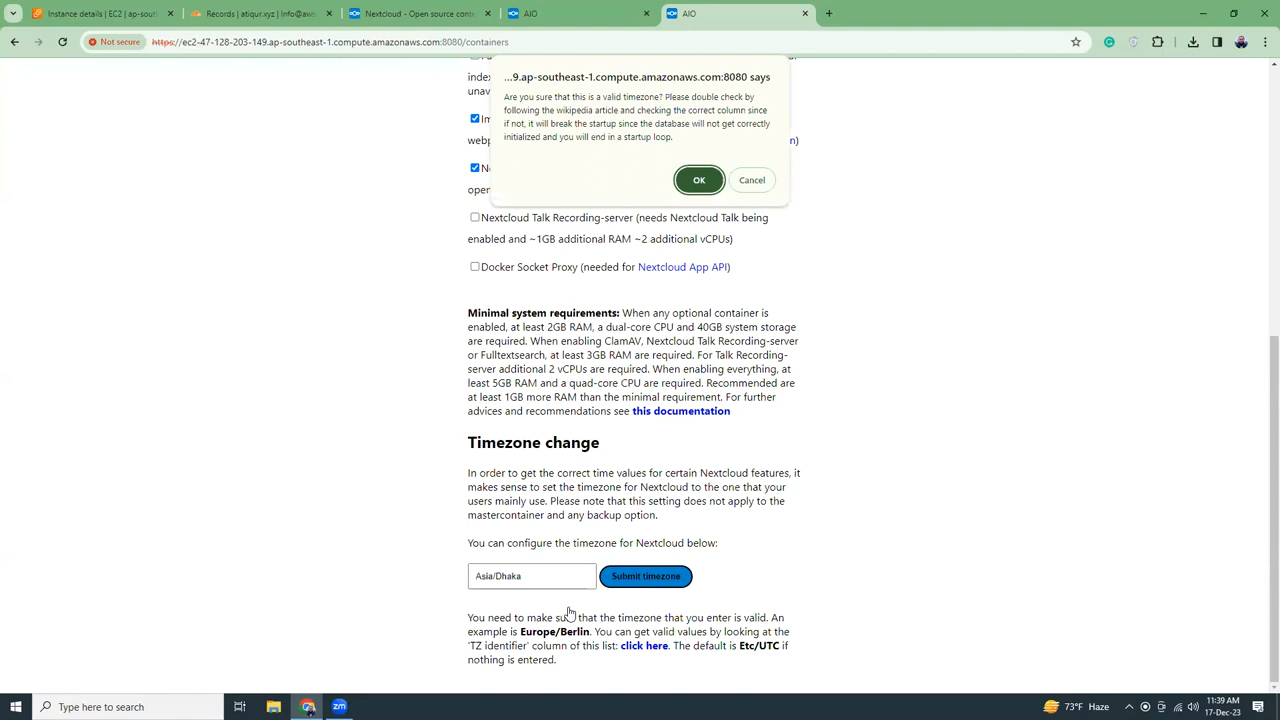 Instance details | EC2 | ap-sout
Records | atiqur.xyz | Info@aws
Nextcloud - Open source cont
AIO
AIO
Not secure
https://ec2-47-128-203-149.ap-southeast-1.compute.amazonaws.com:8080/containers
...9.ap-southeast-1.compute.amazonaws.com:8080 says
Are you sure that this is a valid timezone? Please double check by
following the wikipedia article and checking the correct column since
if not, it will break the startup since the database will not get correctly
initialized and you will end in a startup loop.
OK
Cancel
index
unav
Im
webp
n)
Ne
open
Nextcloud Talk Recording-server (needs Nextcloud Talk being
enabled and ~1GB additional RAM ~2 additional vCPUs)
Docker Socket Proxy (needed for Nextcloud App API)
Minimal system requirements: When any optional container is
enabled, at least 2GB RAM, a dual-core CPU and 40GB system storage
are required. When enabling ClamAV, Nextcloud Talk Recording-server
or Fulltextsearch, at least 3GB RAM are required. For Talk Recording-
server additional 2 vCPUs are required. When enabling everything, at
least 5GB RAM and a quad-core CPU are required. Recommended are
at least 1GB more RAM than the minimal requirement. For further
advices and recommendations see this documentation
Timezone change
In order to get the correct time values for certain Nextcloud features, it
makes sense to set the timezone for Nextcloud to the one that your
users mainly use. Please note that this setting does not apply to the
mastercontainer and any backup option.
You can configure the timezone for Nextcloud below:
Asia/Dhaka
Submit timezone
You need to make sure that the timezone that you enter is valid. An
example is Europe/Berlin. You can get valid values by looking at the
'TZ identifier' column of this list: click here. The default is Etc/UTC if
nothing is entered.
Type here to search
73°F Haze
11:39 AM
17-Dec-23